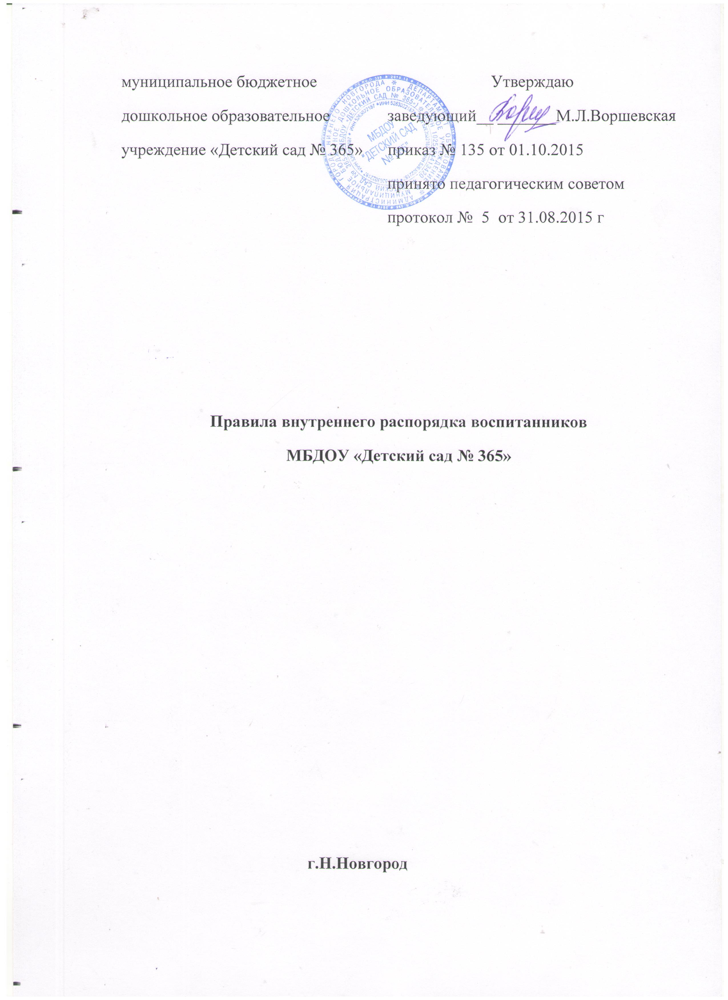 муниципальное бюджетное Утверждаю
дошкольное образовательное заведующий__ _______М.Л.Воршевская
учреждение «Детский сад № 365» приказ № 135 от 01.10.2015
принято педагогическим советом
протокол № 5 от 31.08.2015 г
МБДОУ
"ДЕТСКИЙ САД
№ 365"
Правила внутреннего распорядка воспитанников
МБДОУ «Детский сад № 365»
г.Н.Новгород